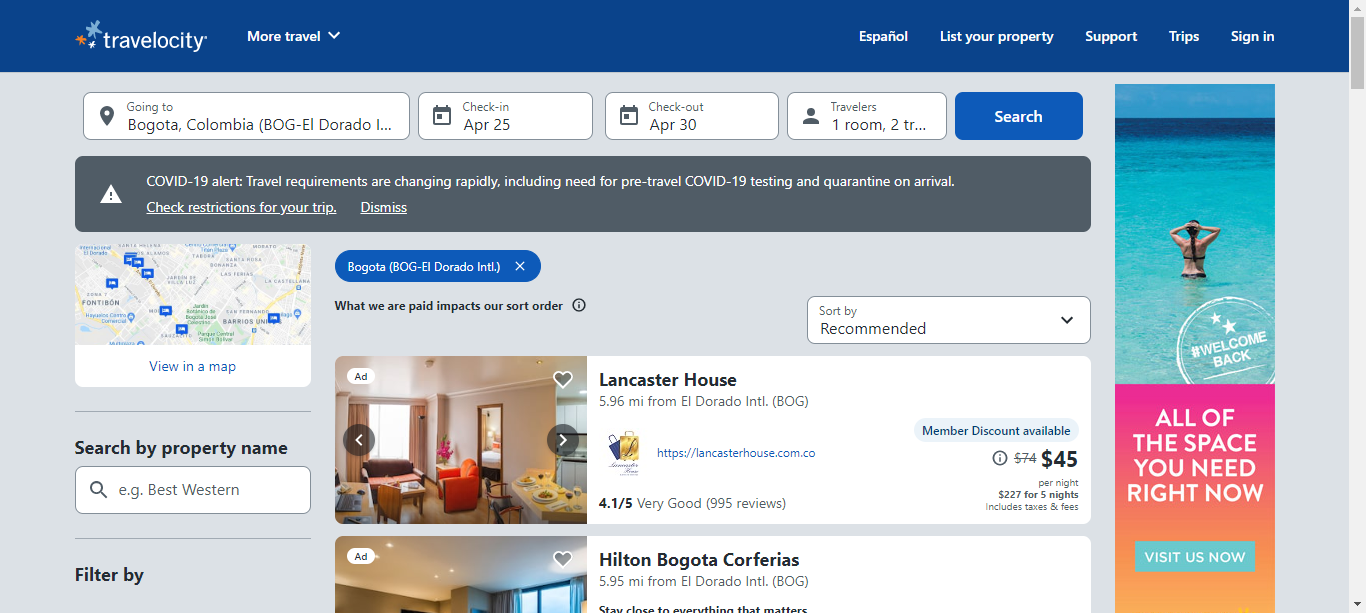 travelocity
More travel
Español
List your property
Support
Trips
Sign in
Going to
Bogota, Colombia (BOG-El Dorado I...
Check-in
Apr 25
Check-out
Apr 30
Travelers
1 room, 2 tr...
Search
COVID-19 alert: Travel requirements are changing rapidly, including need for pre-travel COVID-19 testing and quarantine on arrival.
Check restrictions for your trip.
Dismiss
FONTIBÓN
View in a map
Search by property name
e.g. Best Western
Filter by
Bogota (BOG-El Dorado Intl.)
What we are paid impacts our sort order
Sort by
Recommended
Ad
Lancaster House
5.96 mi from El Dorado Intl. (BOG)
Lancaster
House
https://lancasterhouse.com.co
4.1/5 Very Good (995 reviews)
Member Discount available
$74 $45
per night
$227 for 5 nights
Includes taxes & fees
Ad
Hilton Bogota Corferias
5.95 mi from El Dorado Intl. (BOG)
Stay close to everything that matters
#WELCOME
BACK
ALL OF
THE SPACE
YOU NEED
RIGHT NOW
VISIT US NOW